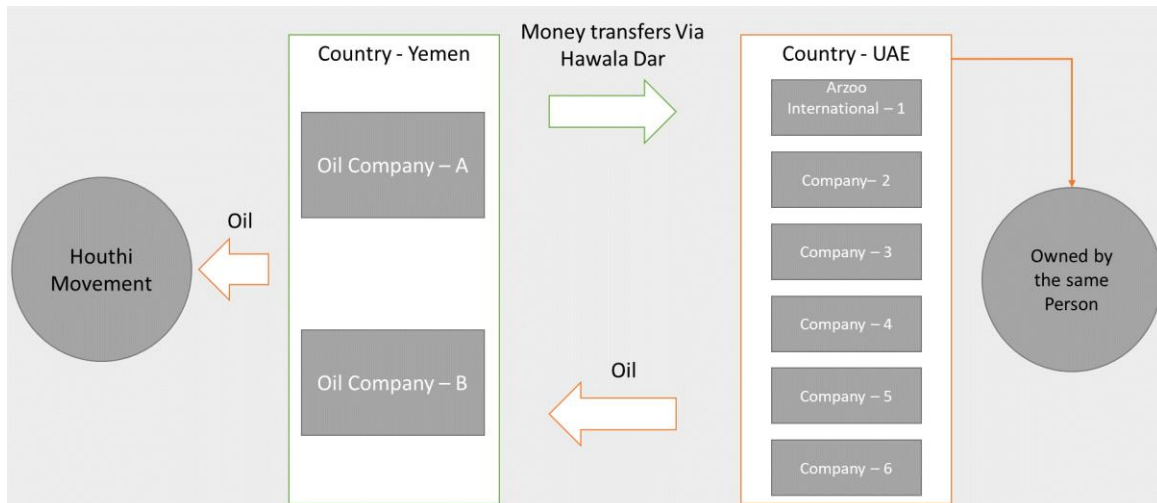 Country - Yemen
Oil Company – A
Oil Company – B
Oil
Houthi
Movement
Money transfers Via
Hawala Dar
Oil
Country - UAE
Arzoo
International – 1
Company– 2
Company – 3
Company – 4
Company – 5
Company – 6
Owned by
the same
Person